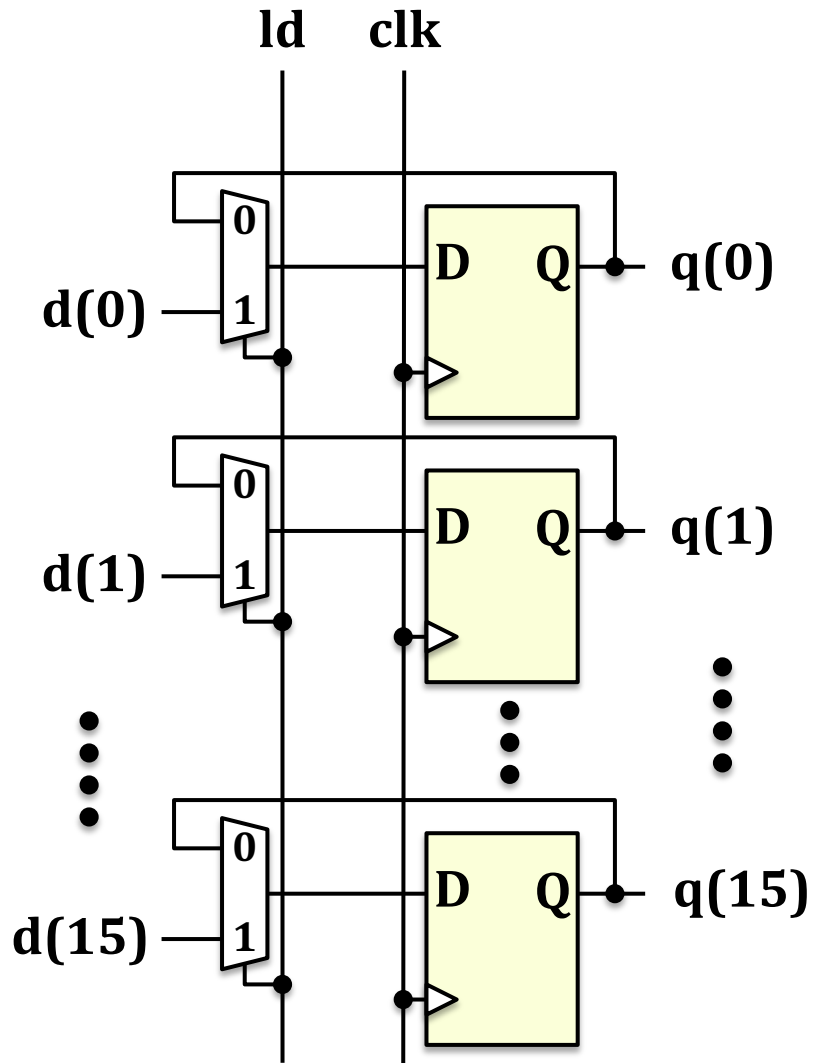 ld clk
0
D Q q(0)
d(0) 1
0
D Q q(1)
d(1) 1
0
D Q q(15)
d(15) 1